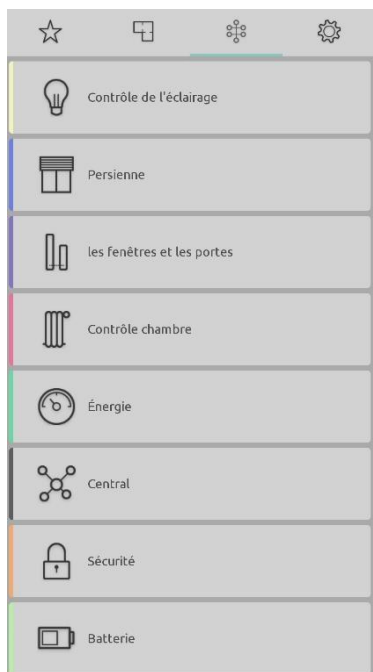 Contrôle de l'éclairage
Persienne
les fenêtres et les portes
Contrôle chambre
Énergie
Central
Sécurité
Batterie